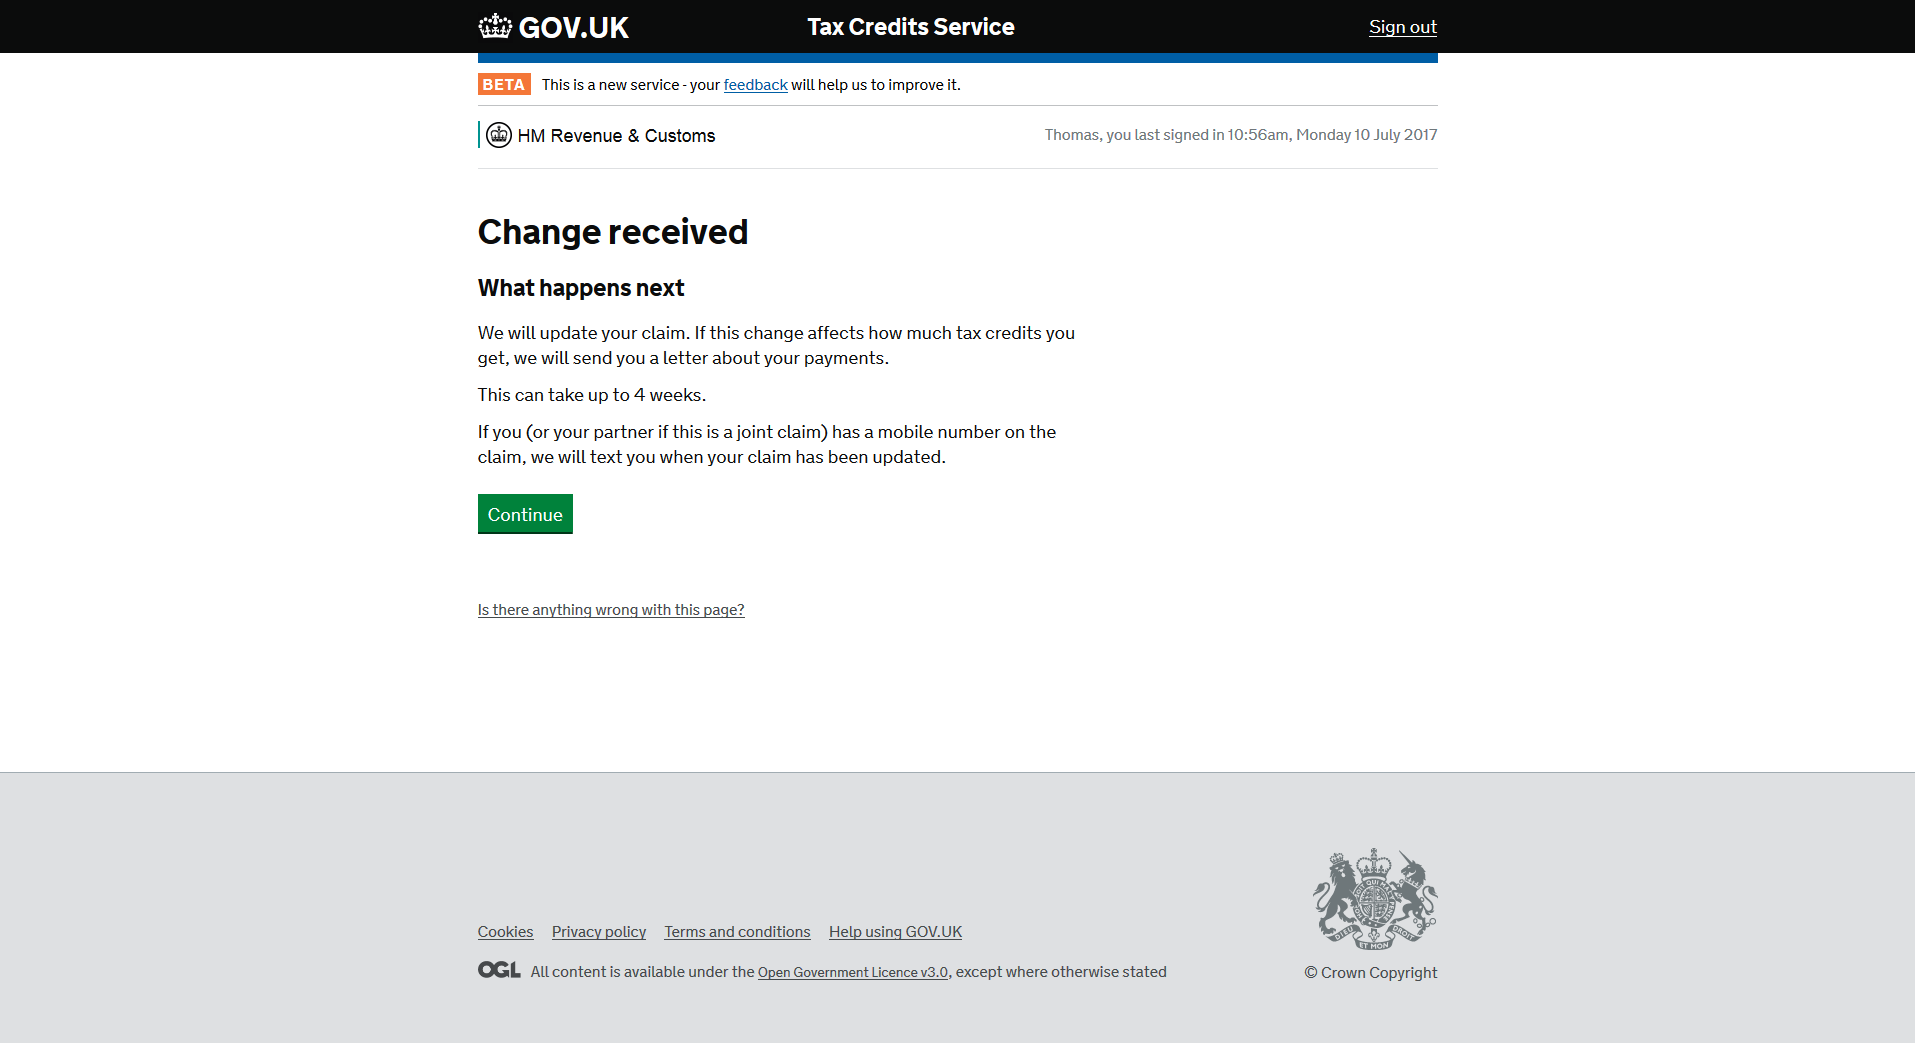 GOV.UK Tax Credits Service Sign out
BETA This is a new service - your feedback will help us to improve it.
HM Revenue & Customs Thomas, you last signed in 10:56am, Monday 10 July 2017
Change received
What happens next
We will update your claim. If this change affects how much tax credits you
get, we will send you a letter about your payments.
This can take up to 4 weeks.
If you (or your partner if this is a joint claim) has a mobile number on the
claim, we will text you when your claim has been updated.
Continue
Is there anything wrong with this page?
DIEU ET MON DROIT
Cookies Privacy policy Terms and conditions Help using GOV.UK
OGL All content is available under the Open Government Licence v3.0, except where otherwise stated
© Crown Copyright